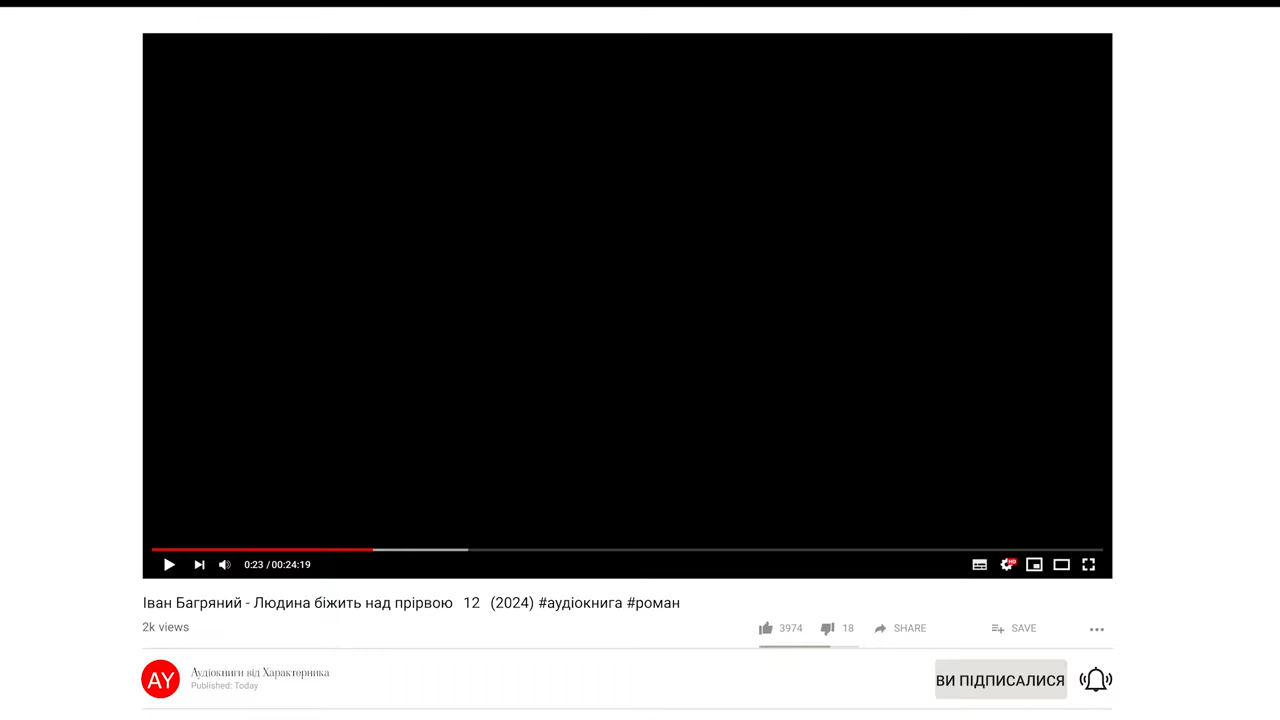 HD
0:23 / 00:24:19
Іван Багряний - Людина біжить над прірвою 12 (2024) #аудіокнига #роман
2k views
3974 18 SHARE SAVE
AY
Аудіокниги від Характерника
Published: Today
ВИ ПІДПИСАЛИСЯ